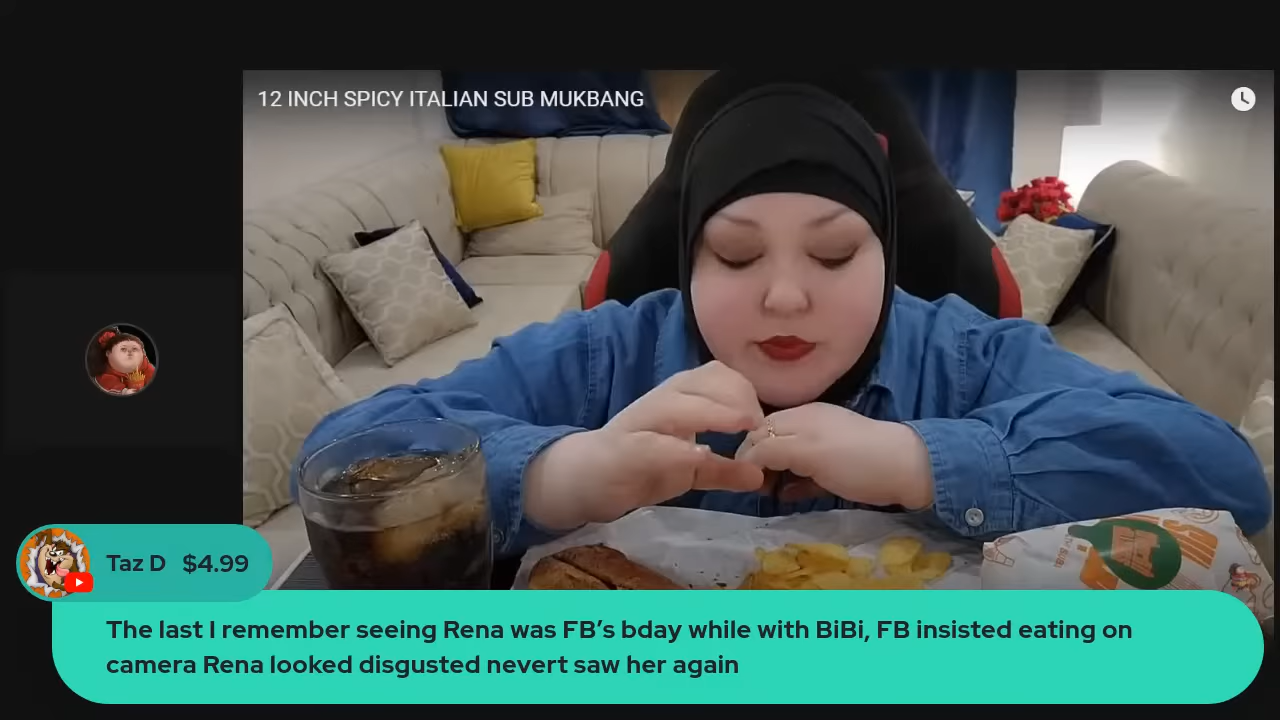 12 INCH SPICY ITALIAN SUB MUKBANG
Taz D $4.99
The last I remember seeing Rena was FB’s bday while with BiBi, FB insisted eating on
camera Rena looked disgusted nevert saw her again